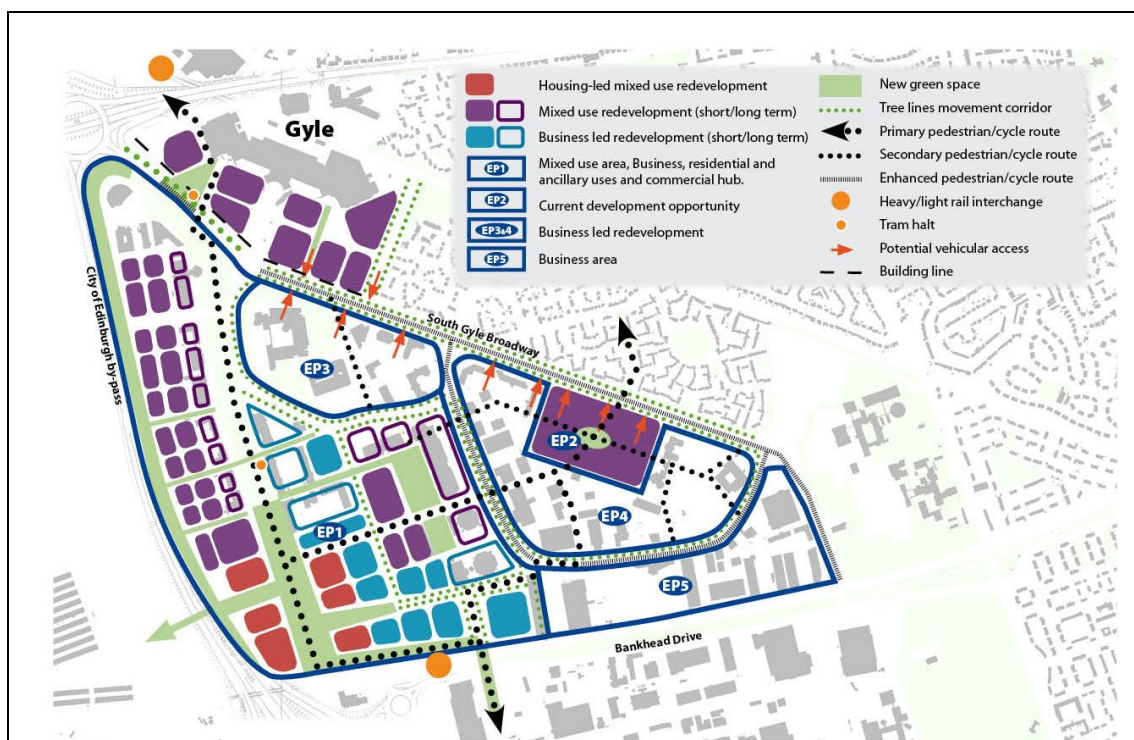 Gyle
Housing-led mixed use redevelopment
Mixed use redevelopment (short/long term)
Business led redevelopment (short/long term)
EP1
Mixed use area, Business, residential and
ancillary uses and commercial hub.
EP2
Current development opportunity
EP3&4
Business led redevelopment
EP5
Business area
New green space
Tree lines movement corridor
Primary pedestrian/cycle route
Secondary pedestrian/cycle route
Enhanced pedestrian/cycle route
Heavy/light rail interchange
Tram halt
Potential vehicular access
Building line
City of Edinburgh by-pass
South Gyle Broadway
EP3
EP2
EP1
EP4
EP5
Bankhead Drive